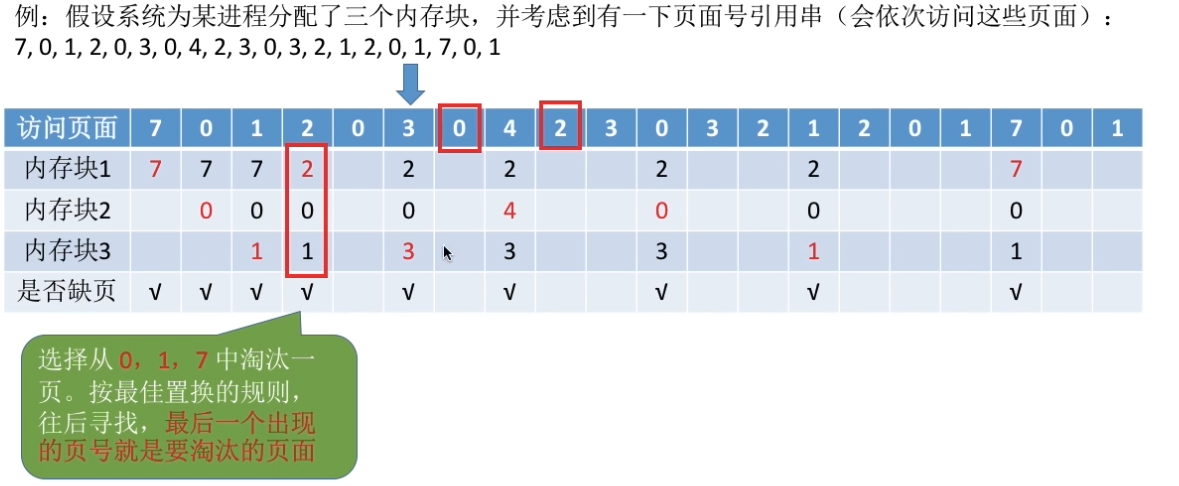 例：假设系统为某进程分配了三个内存块，并考虑到有一下页面号引用串（会依次访问这些页面）：
7, 0, 1, 2, 0, 3, 0, 4, 2, 3, 0, 3, 2, 1, 2, 0, 1, 7, 0, 1
访问页面 7 0 1 2 0 3 0 4 2 3 0 3 2 1 2 0 1 7 0 1
内存块1 7 7 7 2 2 2 2 2 7
内存块2 0 0 0 0 4 0 0 0
内存块3 1 1 3 3 3 1 1
是否缺页 √ √ √ √ √ √ √ √ √
选择从 0，1，7 中淘汰一
页。按最佳置换的规则，
往后寻找，最后一个出现
的页号就是要淘汰的页面